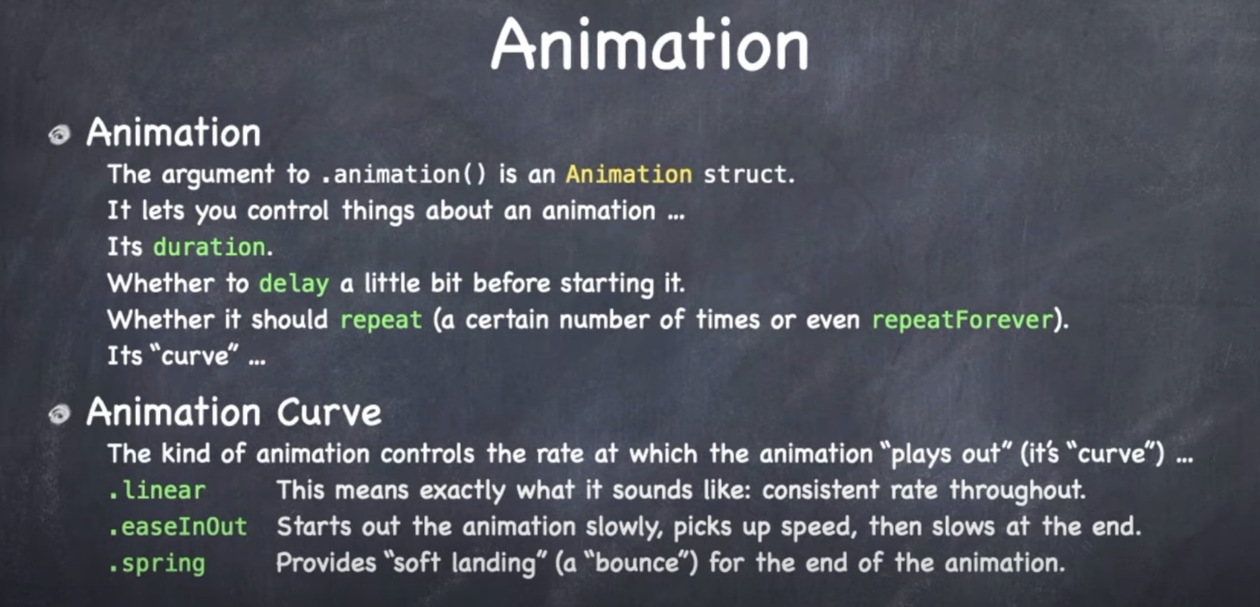 Animation
Animation
The argument to .animation() is an Animation struct.
It lets you control things about an animation ...
Its duration.
Whether to delay a little bit before starting it.
Whether it should repeat (a certain number of times or even repeatForever).
Its “curve” ...
Animation Curve
The kind of animation controls the rate at which the animation “plays out” (it’s “curve”) ...
.linear This means exactly what it sounds like: consistent rate throughout.
.easeInOut Starts out the animation slowly, picks up speed, then slows at the end.
.spring Provides “soft landing” (a “bounce”) for the end of the animation.